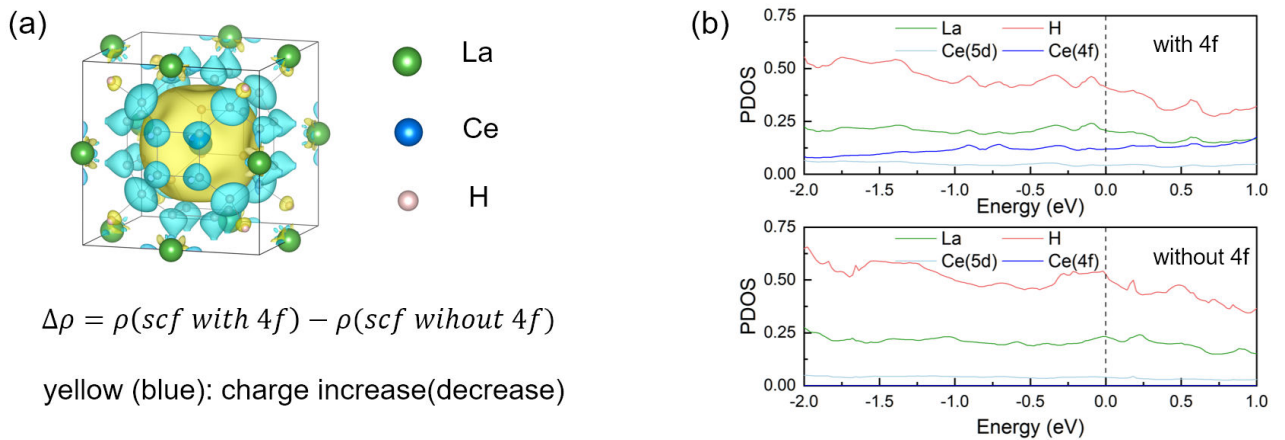 (a)
La
Ce
H
Δρ = ρ(scf with 4f) − ρ(scf wihout 4f)
yellow (blue): charge increase(decrease)
(b)
0.75
0.50
0.25
0.00
PDOS
La
H
Ce(5d)
Ce(4f)
with 4f
-2.0 -1.5 -1.0 -0.5 0.0 0.5 1.0
Energy (eV)
0.75
0.50
0.25
0.00
PDOS
La
H
Ce(5d)
Ce(4f)
without 4f
-2.0 -1.5 -1.0 -0.5 0.0 0.5 1.0
Energy (eV)